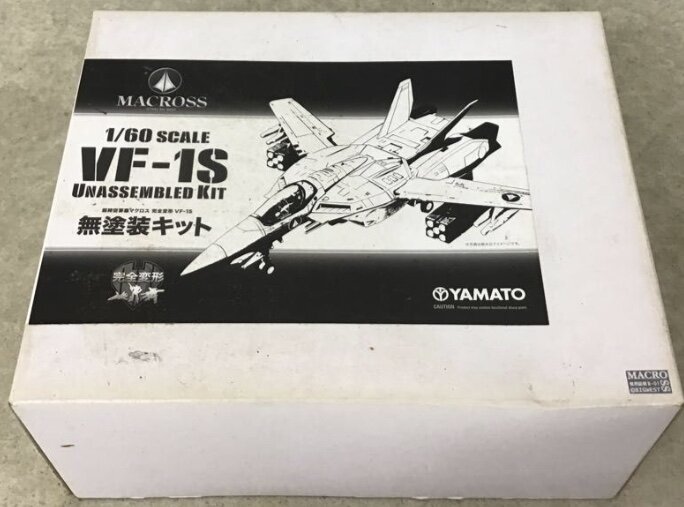 MACROSS
1/60 SCALE
VF-1S
UNASSEMBLED KIT
超時空要塞マクロス 完全変形 VF-1S
無塗装キット
完全変形
YAMATO
CAUTION
MACRO